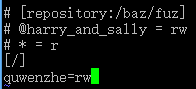 # [repository:/baz/fuz]
# @harry_and_sally = rw
# * = r
[/]
quwenzhe=rw